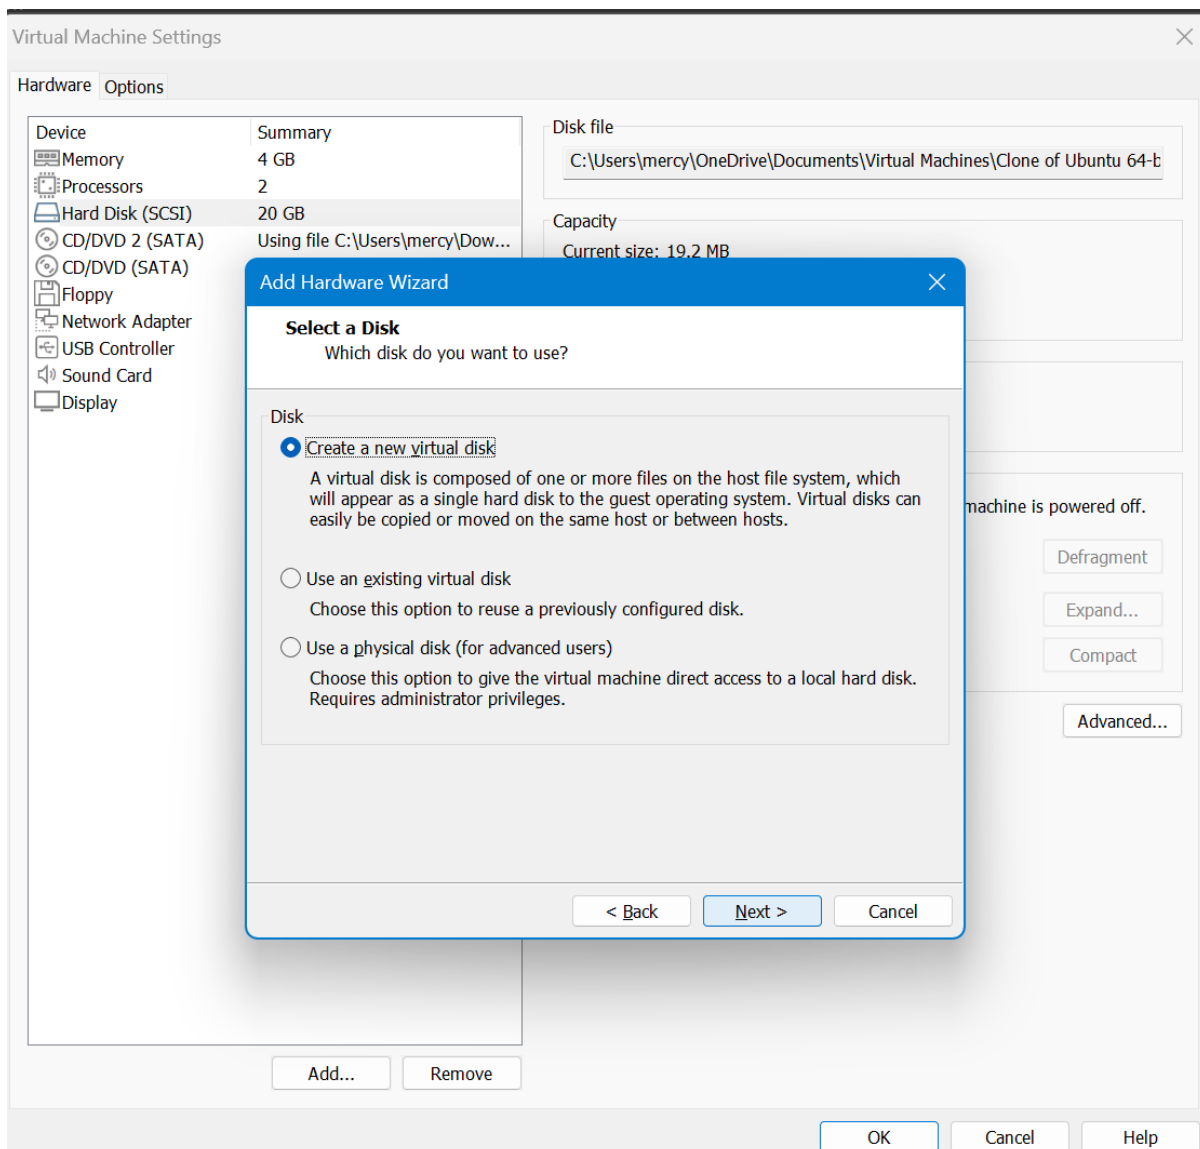 Virtual Machine Settings
Hardware Options
Device Summary
Memory 4 GB
Processors 2
Hard Disk (SCSI) 20 GB
CD/DVD 2 (SATA) Using file C:\Users\mercy\Dow...
CD/DVD (SATA)
Floppy
Network Adapter
USB Controller
Sound Card
Display
Add... Remove
Disk file
C:\Users\mercy\OneDrive\Documents\Virtual Machines\Clone of Ubuntu 64-b
Capacity
Current size: 19.2 MB
machine is powered off.
Defragment
Expand...
Compact
Advanced...
Add Hardware Wizard
Select a Disk
Which disk do you want to use?
Disk
Create a new virtual disk
A virtual disk is composed of one or more files on the host file system, which
will appear as a single hard disk to the guest operating system. Virtual disks can
easily be copied or moved on the same host or between hosts.
Use an existing virtual disk
Choose this option to reuse a previously configured disk.
Use a physical disk (for advanced users)
Choose this option to give the virtual machine direct access to a local hard disk.
Requires administrator privileges.
< Back Next > Cancel
OK Cancel Help